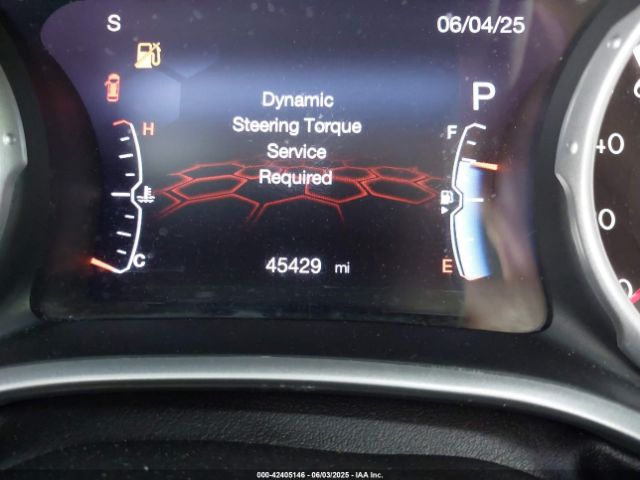 S
06/04/25
P
H
F
Dynamic
Steering Torque
Service
Required
C
E
45429 mi
000-42405146 - 06/03/2025 - IAA Inc.